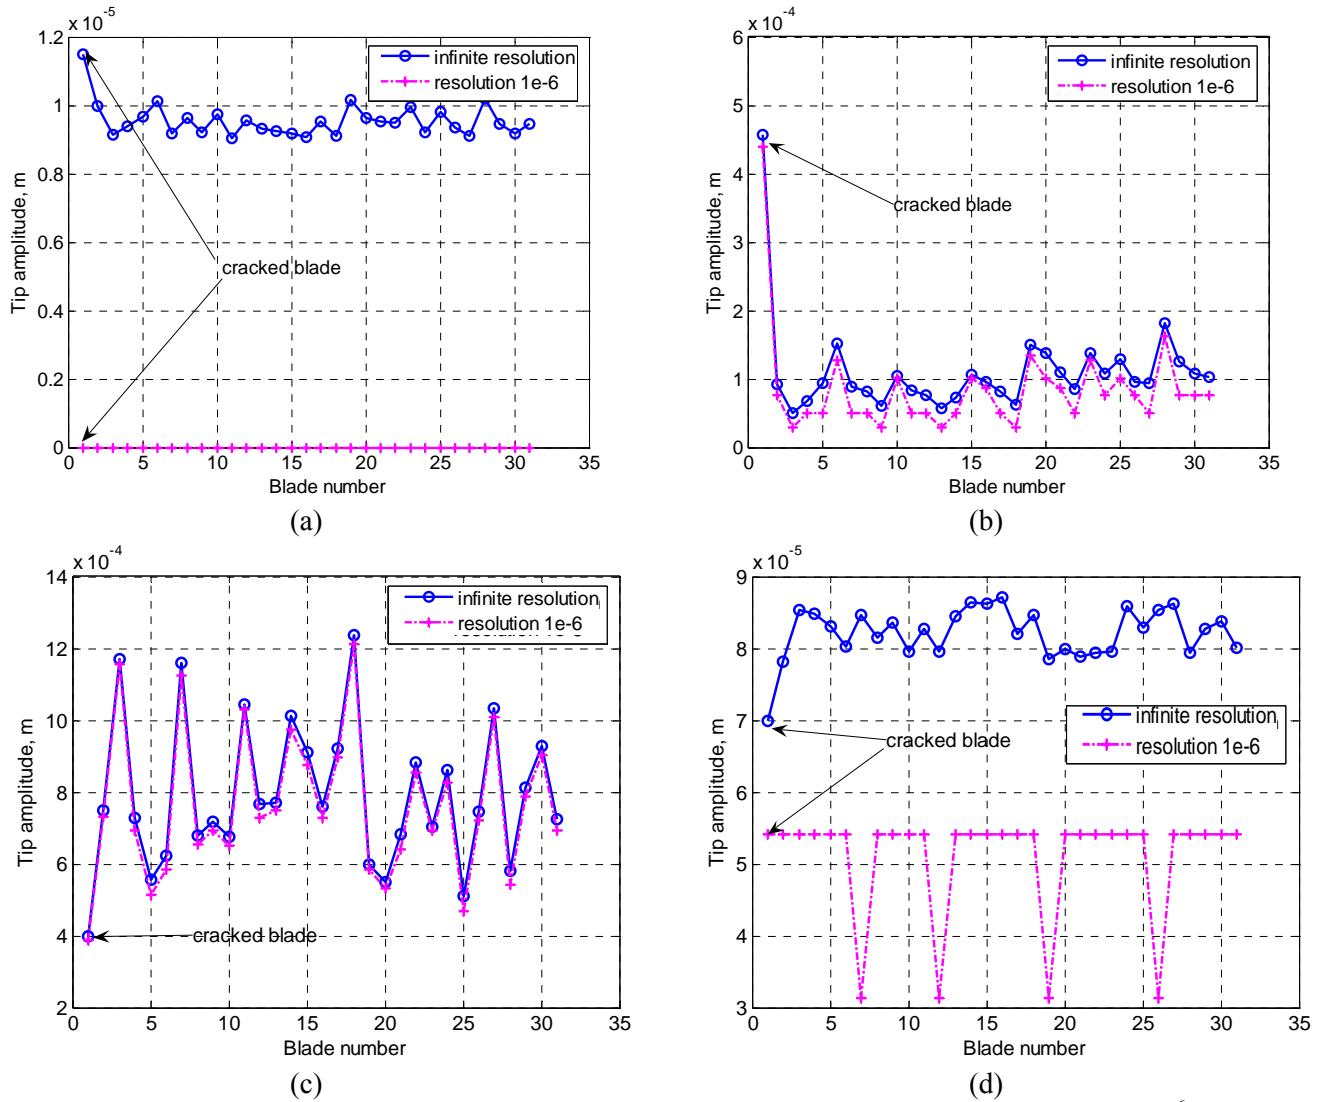 x 10^-5
1.2
1
0.8
0.6
0.4
0.2
0
0 5 10 15 20 25 30 35
Tip amplitude, m
Blade number
infinite resolution
resolution 1e-6
cracked blade
(a)
x 10^-4
6
5
4
3
2
1
0
0 5 10 15 20 25 30 35
Tip amplitude, m
Blade number
infinite resolution
resolution 1e-6
cracked blade
(b)
x 10^-4
14
12
10
8
6
4
2
0 5 10 15 20 25 30 35
Tip amplitude, m
Blade number
infinite resolution
resolution 1e-6
cracked blade
(c)
x 10^-5
9
8
7
6
5
4
3
0 5 10 15 20 25 30 35
Tip amplitude, m
Blade number
infinite resolution
resolution 1e-6
cracked blade
(d)